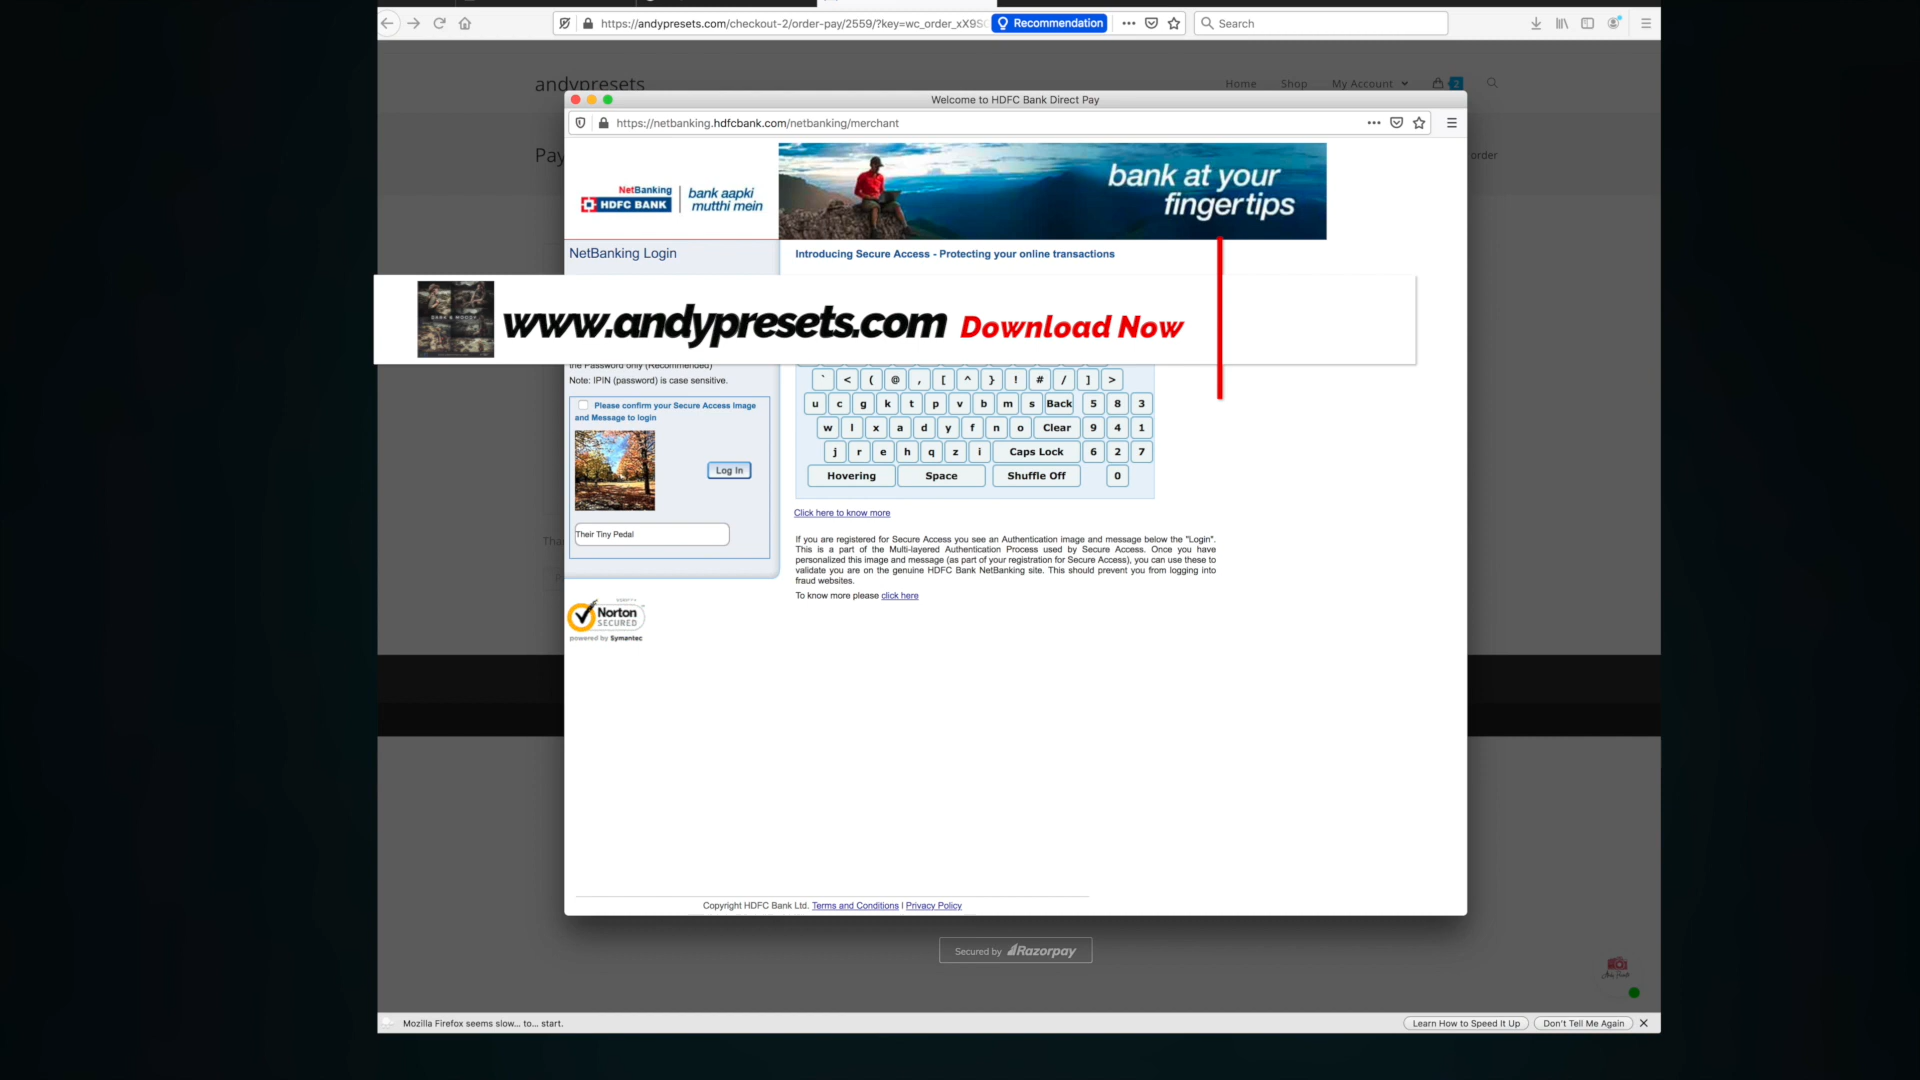 https://andypresets.com/checkout-2/order-pay/2559/?key=wc_order_xX9S
Recommendation
Search
andypresets
Home Shop My Account 2
Welcome to HDFC Bank Direct Pay
https://netbanking.hdfcbank.com/netbanking/merchant
Pay
order
NetBanking
HDFC BANK
bank aapki
mutthi mein
bank at your
fingertips
NetBanking Login
Introducing Secure Access - Protecting your online transactions
DARK & MOODY
www.andypresets.com Download Now
the Password only (Recommended)
Note: IPIN (password) is case sensitive.
Please confirm your Secure Access Image
and Message to login
Log In
Their Tiny Pedal
` < ( @ , [ ^ } ! # / ] >
u c g k t p v b m s Back 5 8 3
w l x a d y f n o Clear 9 4 1
j r e h q z i Caps Lock 6 2 7
Hovering Space Shuffle Off 0
Click here to know more
If you are registered for Secure Access you see an Authentication image and message below the "Login".
This is a part of the Multi-layered Authentication Process used by Secure Access. Once you have
personalized this image and message (as part of your registration for Secure Access), you can use these to
validate you are on the genuine HDFC Bank NetBanking site. This should prevent you from logging into
fraud websites.
To know more please click here
Norton
SECURED
powered by Symantec
Copyright HDFC Bank Ltd. Terms and Conditions I Privacy Policy
Secured by Razorpay
Mozilla Firefox seems slow... to... start.
Learn How to Speed It Up
Don't Tell Me Again